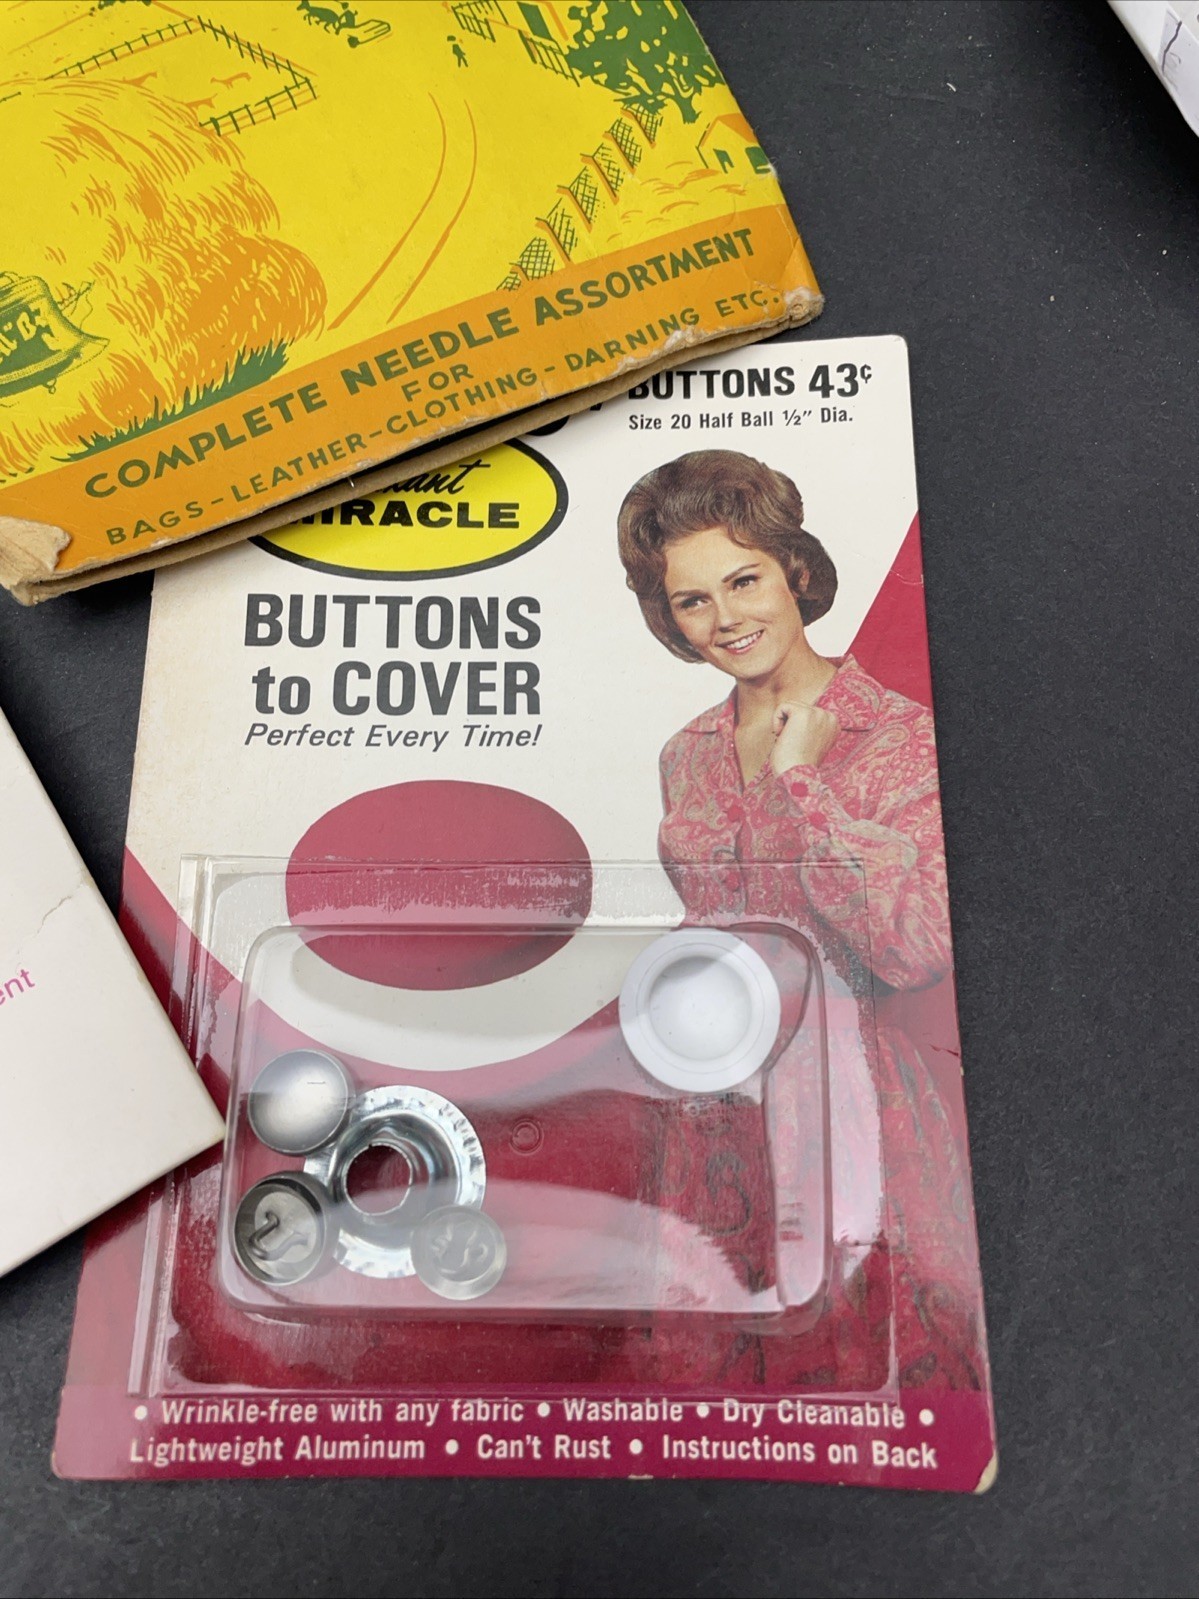 COMPLETE NEEDLE ASSORTMENT
FOR
BAGS-LEATHER-CLOTHING-DARNING ETC.
BUTTONS 43¢
Size 20 Half Ball ½" Dia.
MIRACLE
BUTTONS
to COVER
Perfect Every Time!
• Wrinkle-free with any fabric • Washable • Dry Cleanable •
Lightweight Aluminum • Can't Rust • Instructions on Back